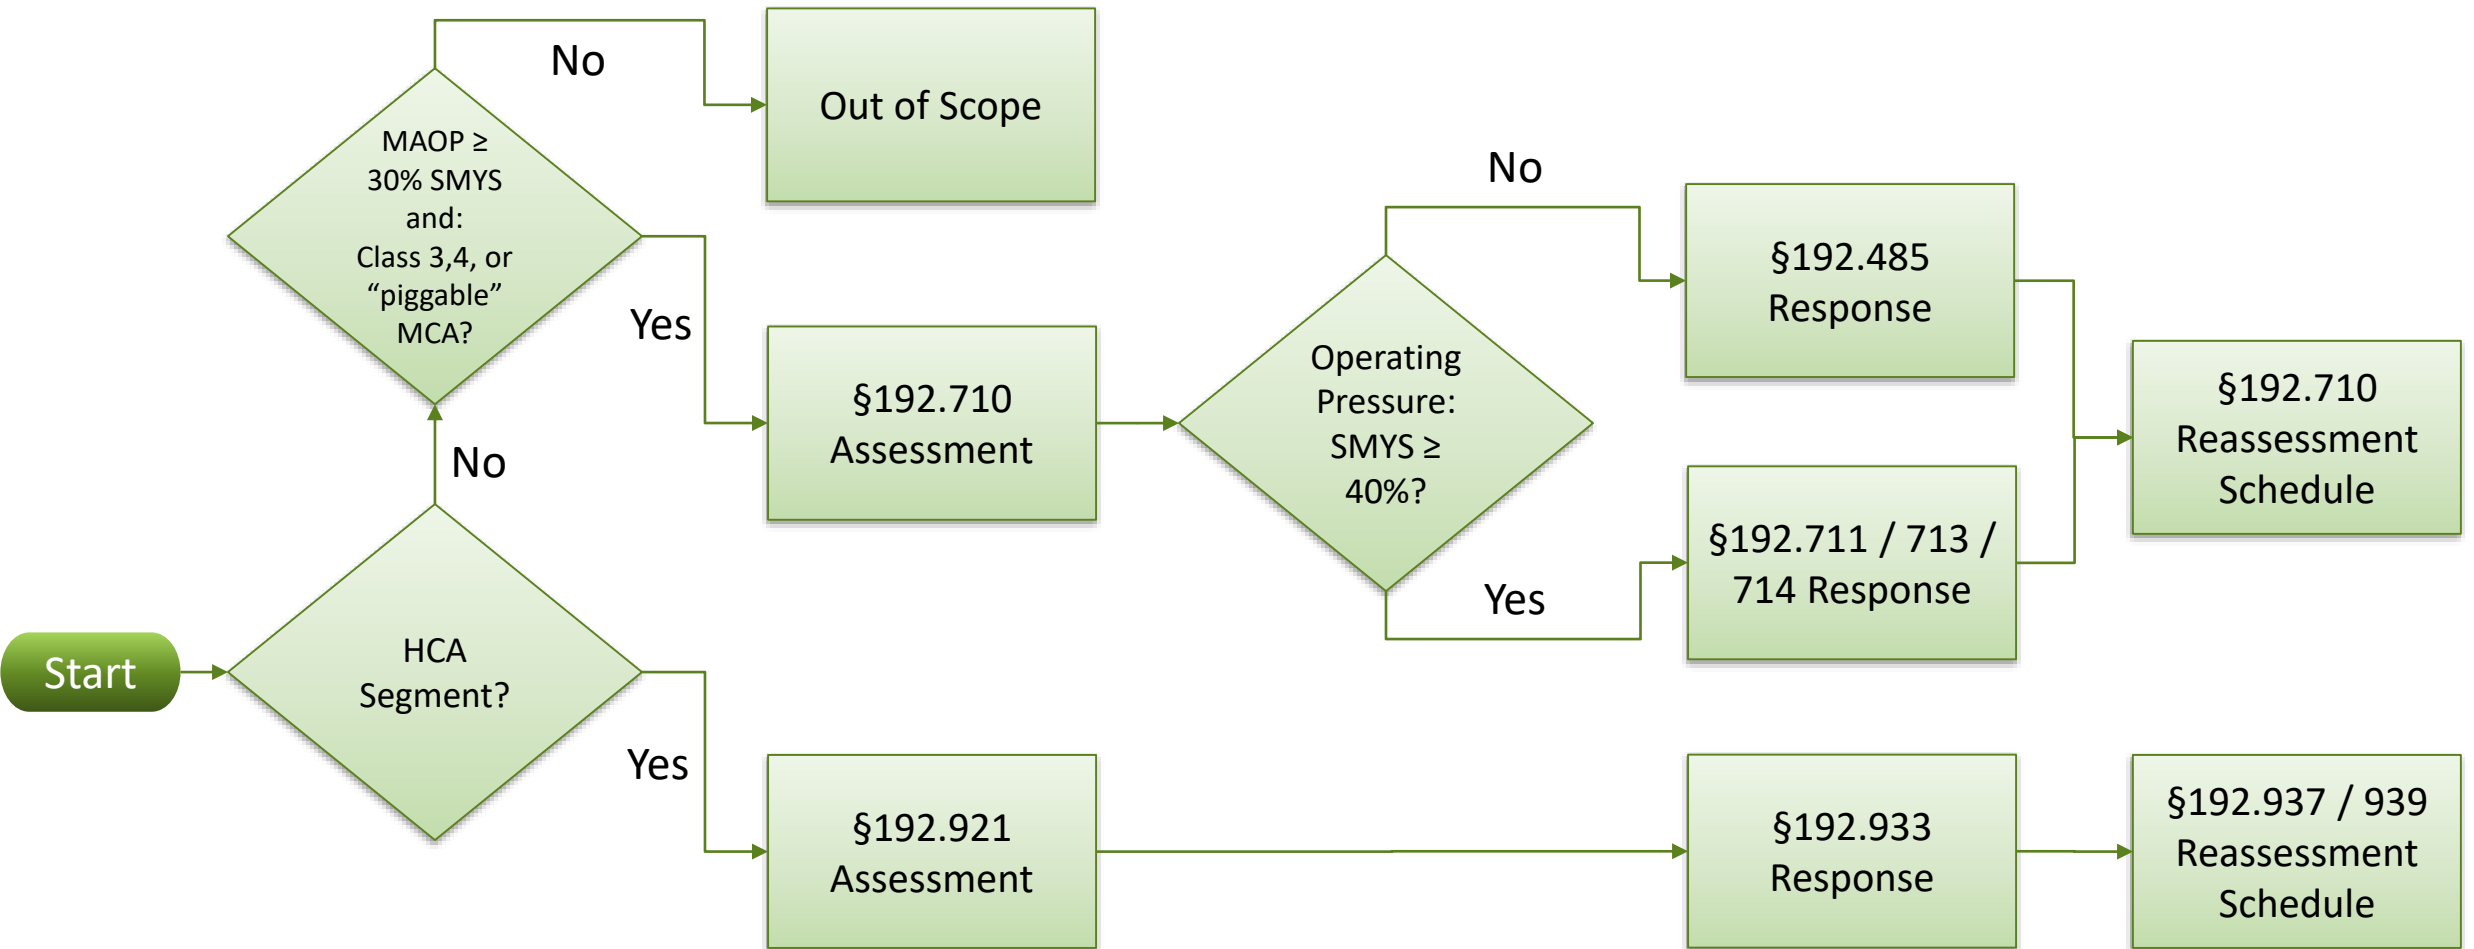 No
Out of Scope
MAOP ≥
30% SMYS
and:
Class 3,4, or
“piggable”
MCA?
Yes
No
§192.710
Assessment
Operating
Pressure:
SMYS ≥
40%?
No
§192.485
Response
Yes
§192.711 / 713 /
714 Response
§192.710
Reassessment
Schedule
Start
HCA
Segment?
Yes
§192.921
Assessment
§192.933
Response
§192.937 / 939
Reassessment
Schedule